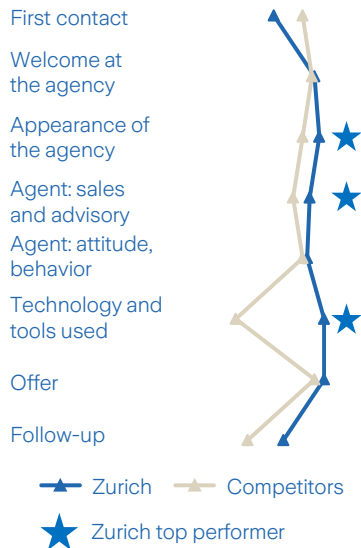 First contact
Welcome at
the agency
Appearance of
the agency
Agent: sales
and advisory
Agent: attitude,
behavior
Technology and
tools used
Offer
Follow-up
Zurich
Competitors
Zurich top performer